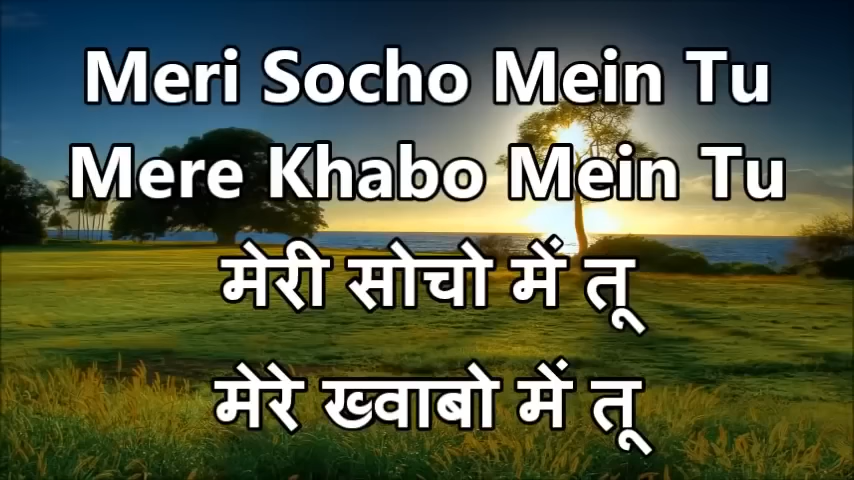 Meri Socho Mein Tu
Mere Khabo Mein Tu
मेरी सोचो में तू
मेरे ख्वाबो में तू